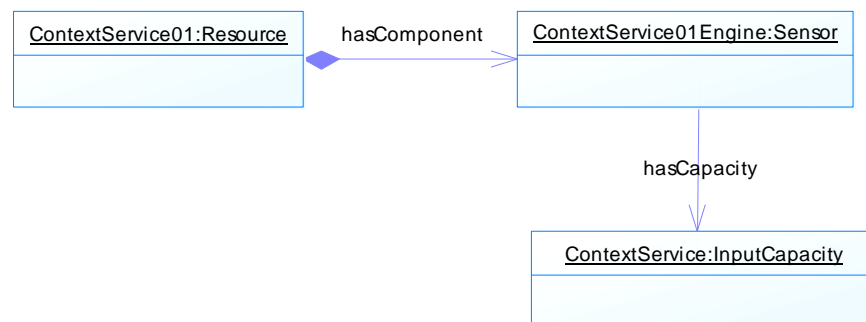 ContextService01:Resource
hasComponent
ContextService01Engine:Sensor
hasCapacity
ContextService:InputCapacity